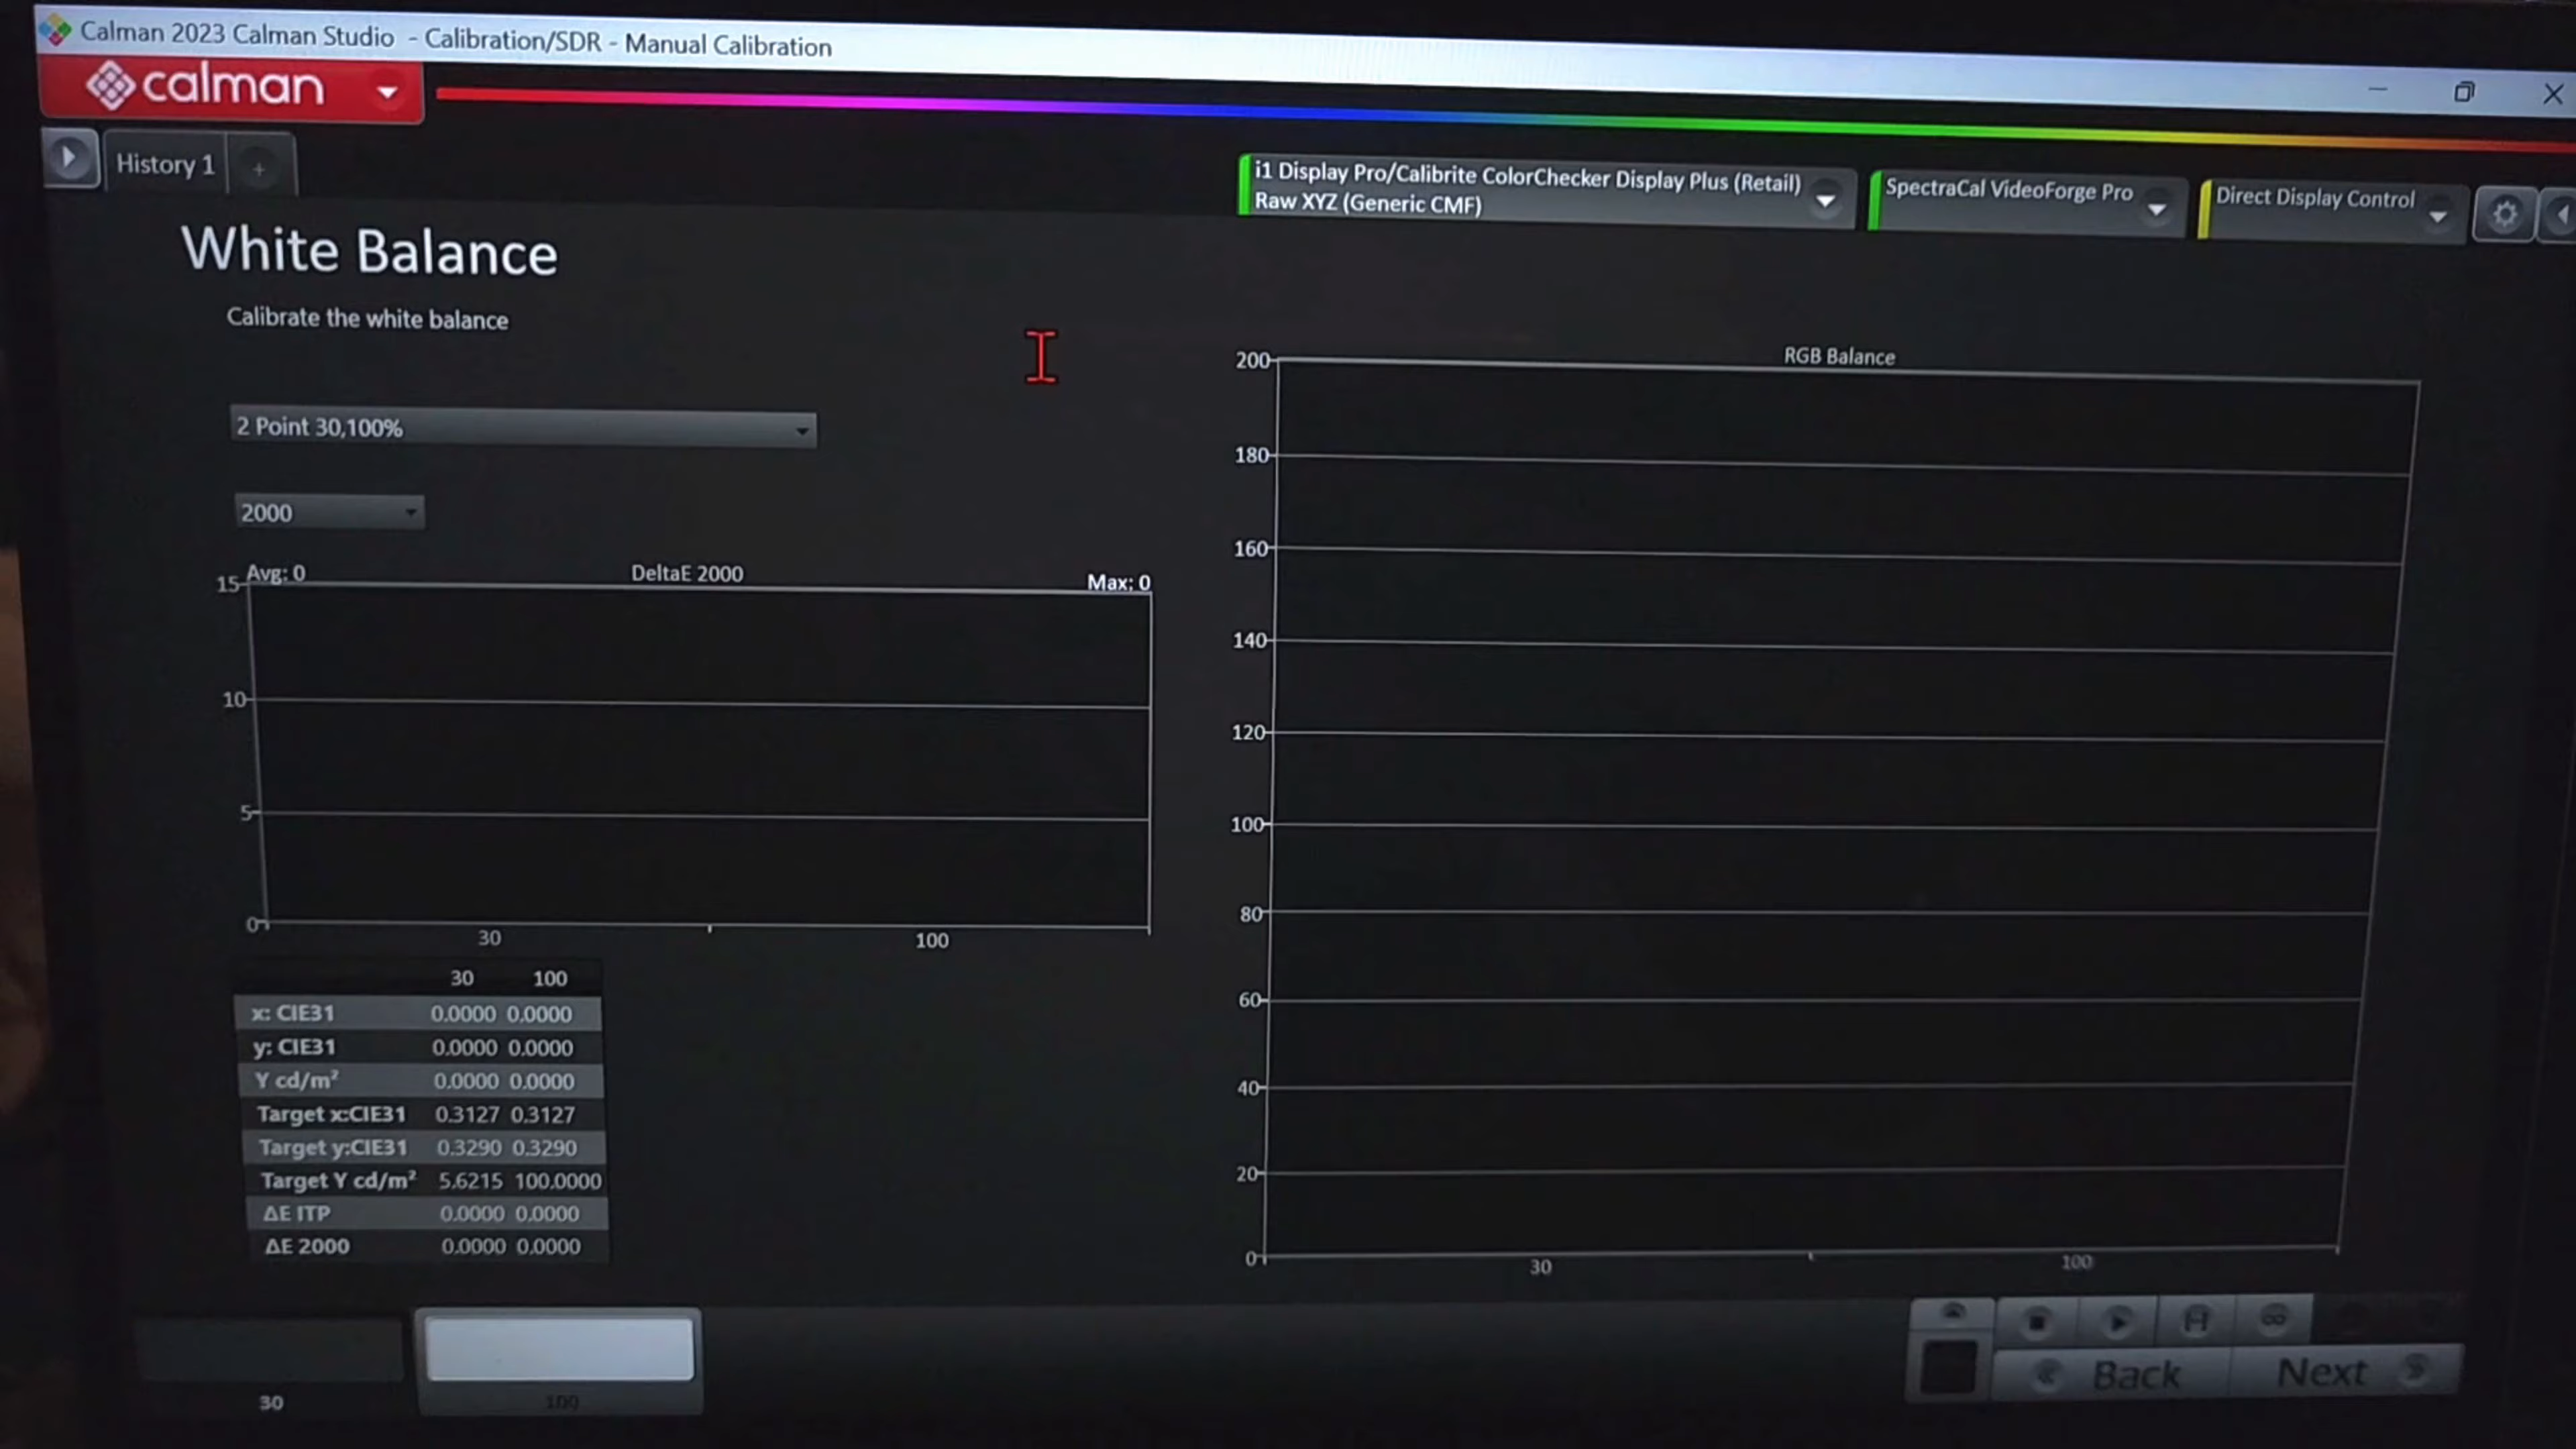 Calman 2023 Calman Studio - Calibration/SDR - Manual Calibration
calman
History 1 +
i1 Display Pro/Calibrite ColorChecker Display Plus (Retail)
Raw XYZ (Generic CMF)
SpectraCal VideoForge Pro
Direct Display Control
White Balance
Calibrate the white balance
2 Point 30,100%
2000
Avg: 0 DeltaE 2000 Max: 0
15
10
5
0
30 100
30 100
x: CIE31 0.0000 0.0000
y: CIE31 0.0000 0.0000
Y cd/m² 0.0000 0.0000
Target x:CIE31 0.3127 0.3127
Target y:CIE31 0.3290 0.3290
Target Y cd/m² 5.6215 100.0000
ΔE ITP 0.0000 0.0000
ΔE 2000 0.0000 0.0000
RGB Balance
200
180
160
140
120
100
80
60
40
20
0
30 100
30
100
Back
Next